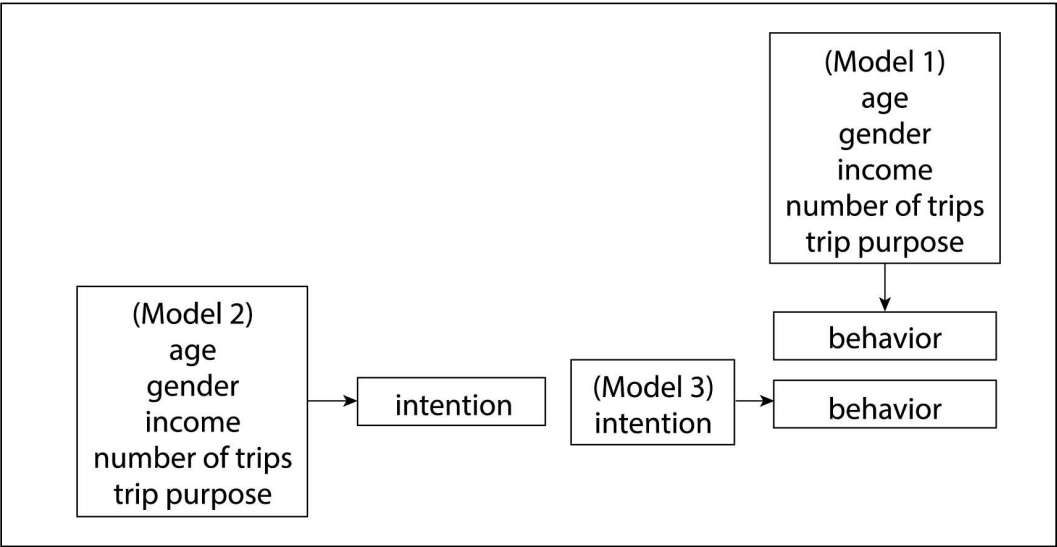 (Model 1)
age
gender
income
number of trips
trip purpose
behavior
(Model 2)
age
gender
income
number of trips
trip purpose
intention
(Model 3)
intention
behavior